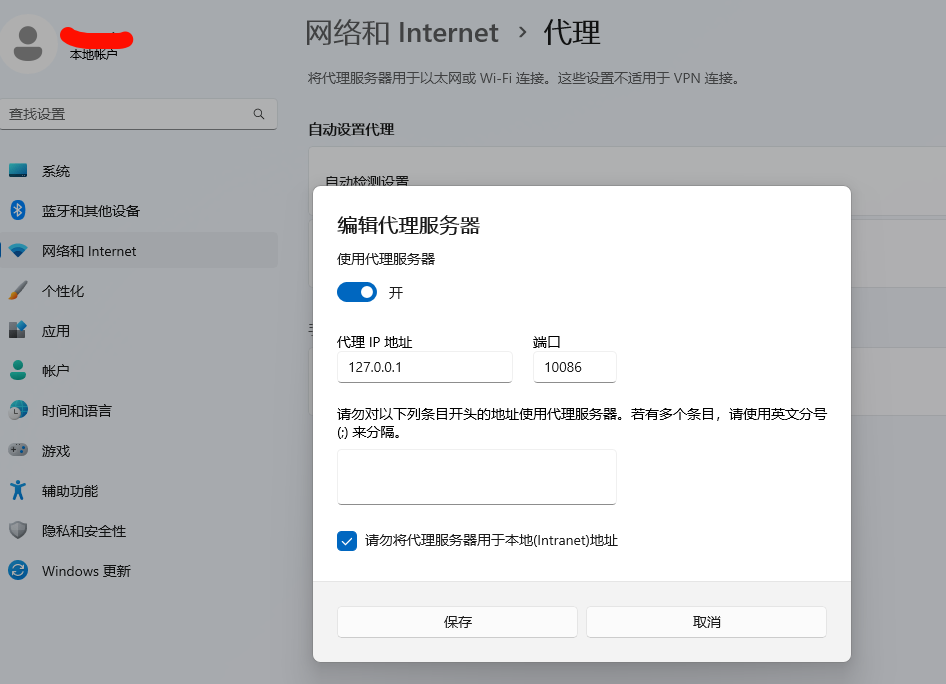 本地帐户
查找设置
系统
蓝牙和其他设备
网络和 Internet
个性化
应用
帐户
时间和语言
游戏
辅助功能
隐私和安全性
Windows 更新
网络和 Internet › 代理
将代理服务器用于以太网或 Wi-Fi 连接。这些设置不适用于 VPN 连接。
自动设置代理
自动检测设置
编辑代理服务器
使用代理服务器
开
代理 IP 地址
端口
127.0.0.1
10086
请勿对以下列条目开头的地址使用代理服务器。若有多个条目，请使用英文分号
(;) 来分隔。
请勿将代理服务器用于本地(Intranet)地址
保存
取消